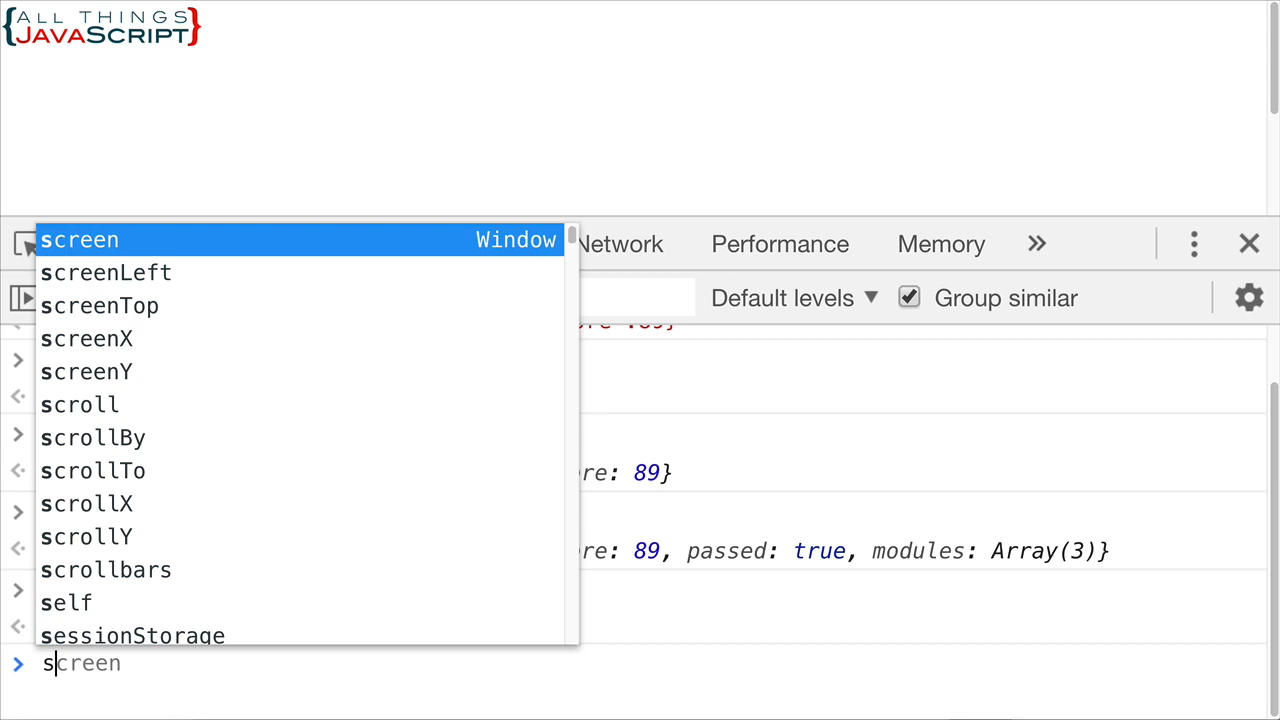 {ALL THINGS
JAVASCRIPT}
screen Window
screenLeft
screenTop
screenX
screenY
scroll
scrollBy
scrollTo
scrollX
scrollY
scrollbars
self
sessionStorage
Network Performance Memory »
Default levels ▼ Group similar
:89}
re: 89}
re: 89, passed: true, modules: Array(3)}
> screen